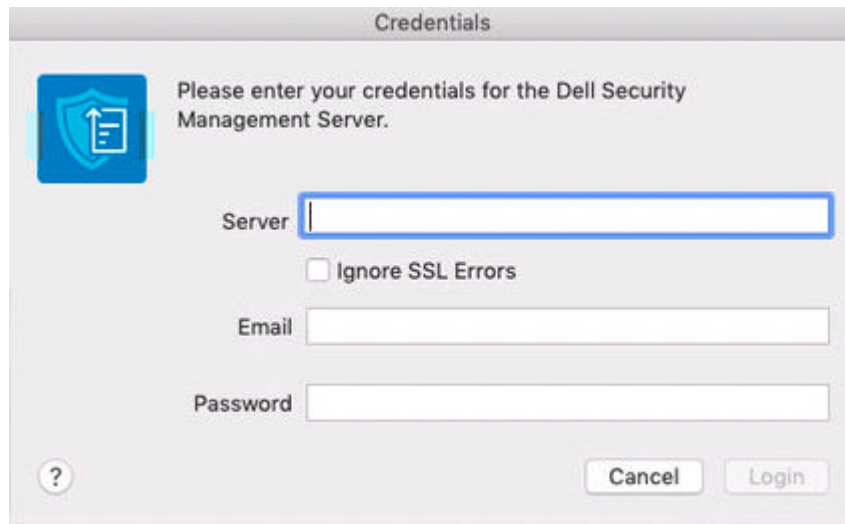 Credentials
Please enter your credentials for the Dell Security
Management Server.
Server
Ignore SSL Errors
Email
Password
?
Cancel
Login